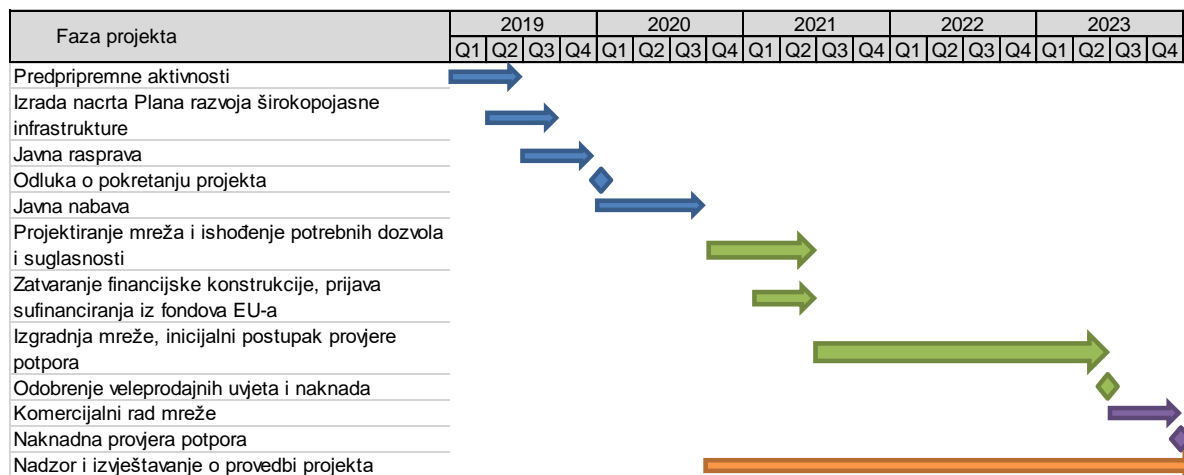 Faza projekta
2019 2020 2021 2022 2023
Q1 Q2 Q3 Q4 Q1 Q2 Q3 Q4 Q1 Q2 Q3 Q4 Q1 Q2 Q3 Q4 Q1 Q2 Q3 Q4
Predpripremne aktivnosti
Izrada nacrta Plana razvoja širokopojasne
infrastrukture
Javna rasprava
Odluka o pokretanju projekta
Javna nabava
Projektiranje mreža i ishođenje potrebnih dozvola
i suglasnosti
Zatvaranje financijske konstrukcije, prijava
sufinanciranja iz fondova EU-a
Izgradnja mreže, inicijalni postupak provjere
potpora
Odobrenje veleprodajnih uvjeta i naknada
Komercijalni rad mreže
Naknadna provjera potpora
Nadzor i izvještavanje o provedbi projekta